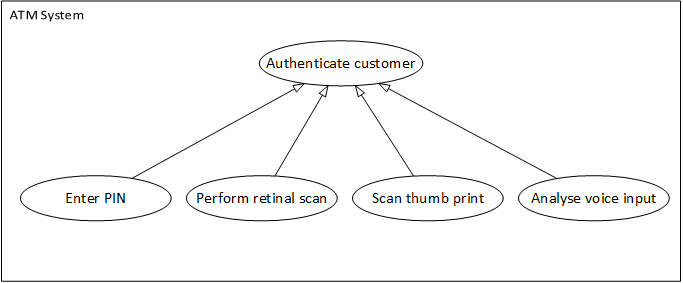 ATM System
Authenticate customer
Enter PIN
Perform retinal scan
Scan thumb print
Analyse voice input